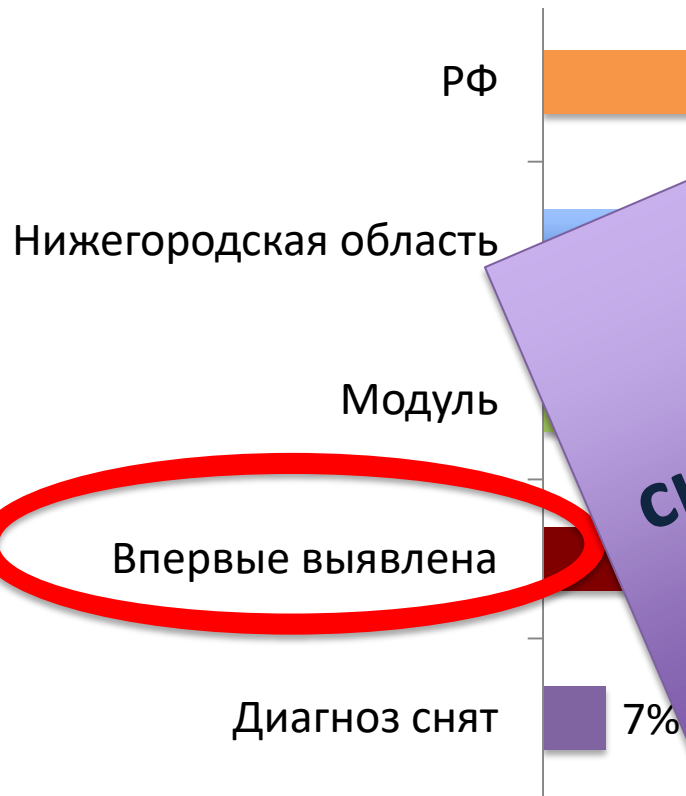 РФ
Нижегородская область
Модуль
Впервые выявлена
Диагноз снят
7%